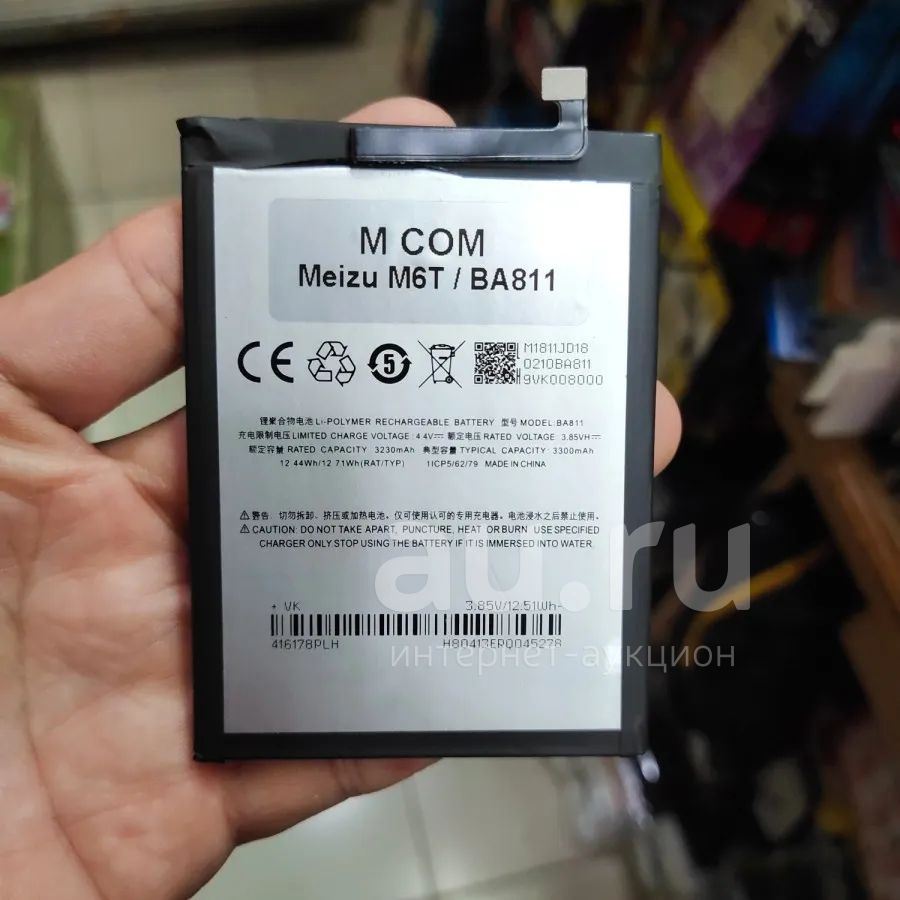 M COM
Meizu M6T / BA811
CE
5
M1811JD18
0210BA811
9VK008000
锂聚合物电池 LI-POLYMER RECHARGEABLE BATTERY 型号 MODEL:BA811
充电限制电压 LIMITED CHARGE VOLTAGE : 4.4V⎓ 额定电压 RATED VOLTAGE: 3.85VH⎓
额定容量 RATED CAPACITY: 3230mAh 典型容量 TYPICAL CAPACITY: 3300mAh
12.44Wh/12.71Wh(RAT/TYP) 1ICP5/62/79 MADE IN CHINA
警告: 切勿拆卸、挤压或加热电池。仅可使用认可的专用充电器。电池浸水之后禁止使用。
CAUTION: DO NOT TAKE APART, PUNCTURE, HEAT OR BURN. USE SPECIFIED
CHARGER ONLY.STOP USING THE BATTERY IF IT IS IMMERSED INTO WATER.
au.ru
+ VK 3.85V/12.51Wh-
416178PLH H80417ERQ045278
интернет-аукцион